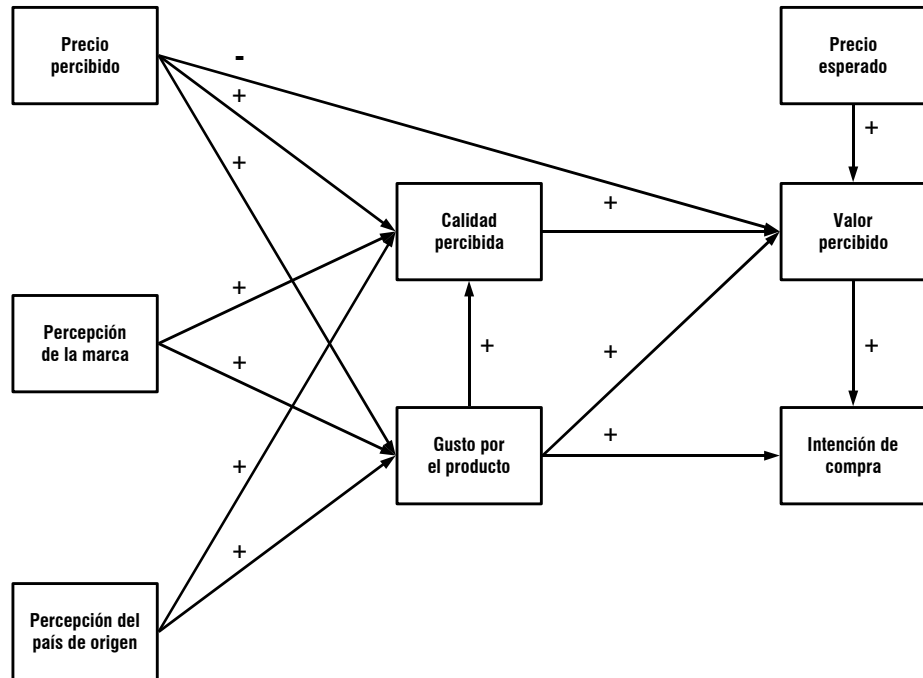 Precio
percibido
Precio
esperado
-
+
+
+
Calidad
percibida
+
Valor
percibido
Percepción
de la marca
+
+
+
+
+
Gusto por
el producto
+
Intención de
compra
+
+
Percepción del
país de origen